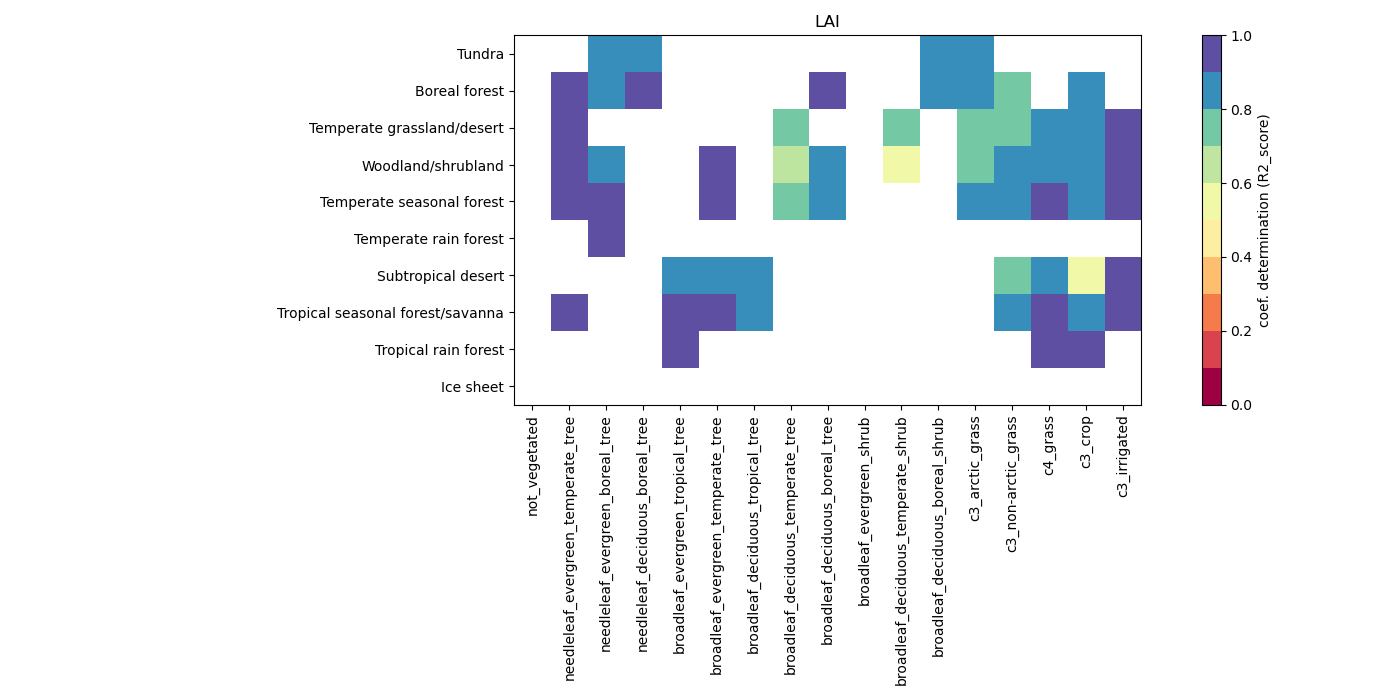 LAI
Tundra
Boreal forest
Temperate grassland/desert
Woodland/shrubland
Temperate seasonal forest
Temperate rain forest
Subtropical desert
Tropical seasonal forest/savanna
Tropical rain forest
Ice sheet
not_vegetated
needleleaf_evergreen_temperate_tree
needleleaf_evergreen_boreal_tree
needleleaf_deciduous_boreal_tree
broadleaf_evergreen_tropical_tree
broadleaf_evergreen_temperate_tree
broadleaf_deciduous_tropical_tree
broadleaf_deciduous_temperate_tree
broadleaf_deciduous_boreal_tree
broadleaf_evergreen_shrub
broadleaf_deciduous_temperate_shrub
broadleaf_deciduous_boreal_shrub
c3_arctic_grass
c3_non-arctic_grass
c4_grass
c3_crop
c3_irrigated
1.0
0.8
0.6
0.4
0.2
0.0
coef. determination (R2_score)